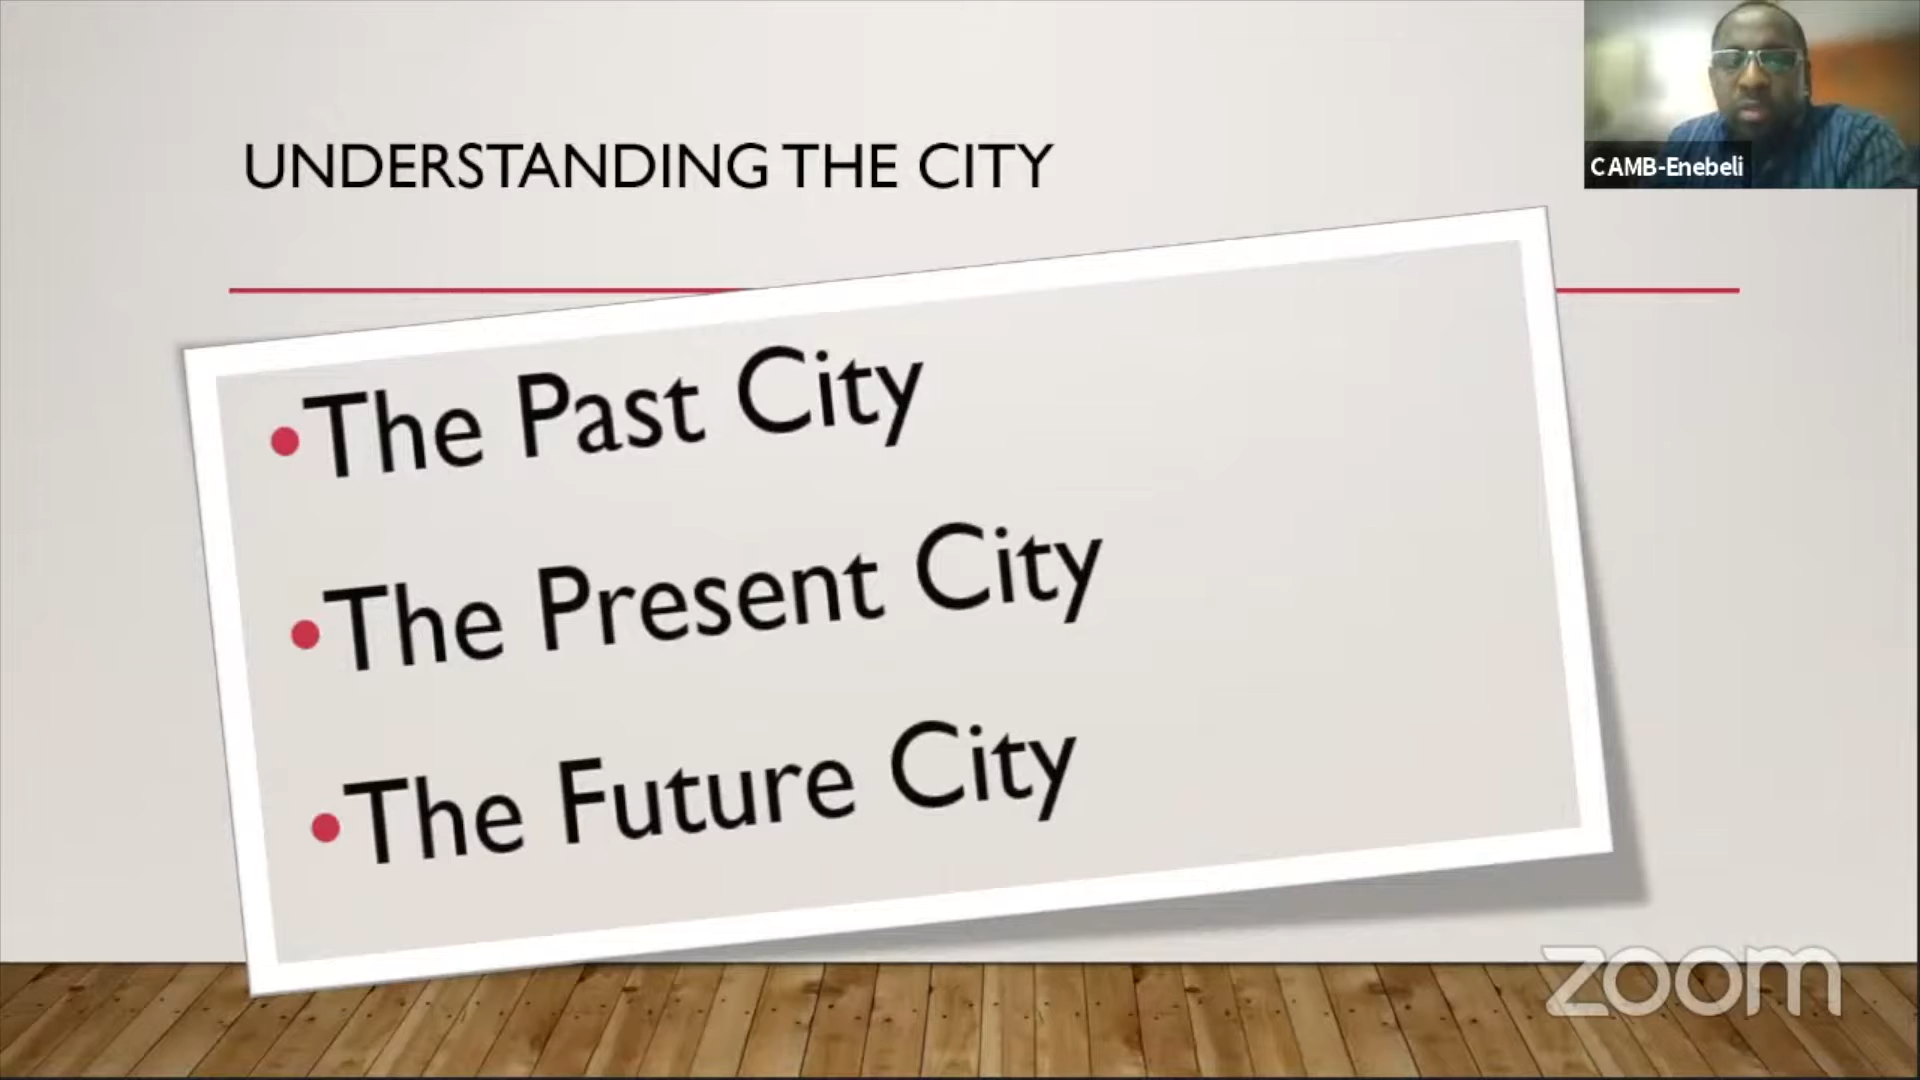 CAMB-Enebeli
UNDERSTANDING THE CITY
•The Past City
•The Present City
•The Future City
zoom